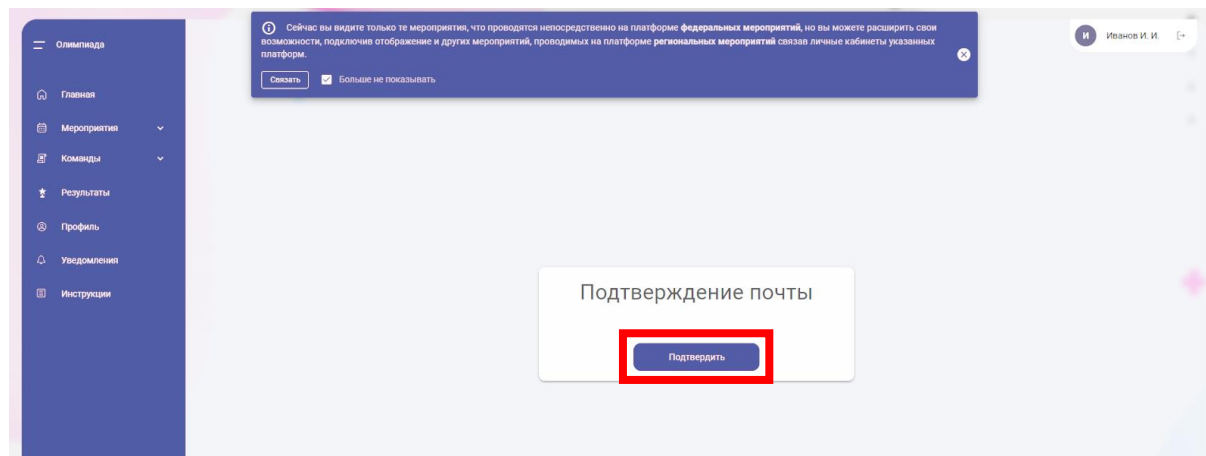 Олимпиада
Главная
Мероприятия
Команды
Результаты
Профиль
Уведомления
Инструкции
Сейчас вы видите только те мероприятия, что проводятся непосредственно на платформе федеральных мероприятий, но вы можете расширить свои
возможности, подключив отображение и других мероприятий, проводимых на платформе региональных мероприятий связав личные кабинеты указанных
платформ.
Связать Больше не показывать
И Иванов И. И.
Подтверждение почты
Подтвердить